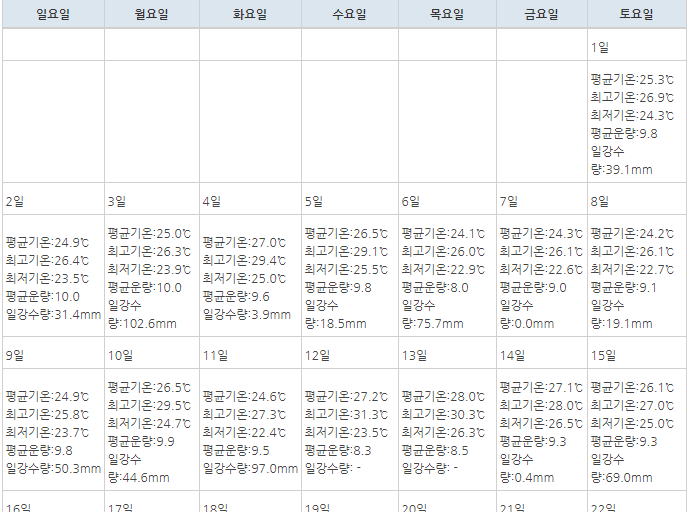 일요일 월요일 화요일 수요일 목요일 금요일 토요일
1일
평균기온:25.3℃
최고기온:26.9℃
최저기온:24.3℃
평균운량:9.8
일강수
량:39.1mm
2일 3일 4일 5일 6일 7일 8일
평균기온:24.9℃
최고기온:26.4℃
최저기온:23.5℃
평균운량:10.0
일강수량:31.4mm
평균기온:25.0℃
최고기온:26.3℃
최저기온:23.9℃
평균운량:10.0
일강수
량:102.6mm
평균기온:27.0℃
최고기온:29.4℃
최저기온:25.0℃
평균운량:9.6
일강수량:3.9mm
평균기온:26.5℃
최고기온:29.1℃
최저기온:25.5℃
평균운량:9.8
일강수
량:18.5mm
평균기온:24.1℃
최고기온:26.0℃
최저기온:22.9℃
평균운량:8.0
일강수
량:75.7mm
평균기온:24.3℃
최고기온:26.1℃
최저기온:22.6℃
평균운량:9.0
일강수
량:0.0mm
평균기온:24.2℃
최고기온:26.1℃
최저기온:22.7℃
평균운량:9.1
일강수
량:19.1mm
9일 10일 11일 12일 13일 14일 15일
평균기온:24.9℃
최고기온:25.8℃
최저기온:23.7℃
평균운량:9.8
일강수량:50.3mm
평균기온:26.5℃
최고기온:29.5℃
최저기온:24.7℃
평균운량:9.9
일강수
량:44.6mm
평균기온:24.6℃
최고기온:27.3℃
최저기온:22.4℃
평균운량:9.5
일강수량:97.0mm
평균기온:27.2℃
최고기온:31.3℃
최저기온:23.5℃
평균운량:8.3
일강수량: -
평균기온:28.0℃
최고기온:30.3℃
최저기온:26.3℃
평균운량:8.5
일강수량: -
평균기온:27.1℃
최고기온:28.0℃
최저기온:26.5℃
평균운량:9.3
일강수
량:0.4mm
평균기온:26.1℃
최고기온:27.0℃
최저기온:25.0℃
평균운량:9.3
일강수
량:69.0mm
16일 17일 18일 19일 20일 21일 22일